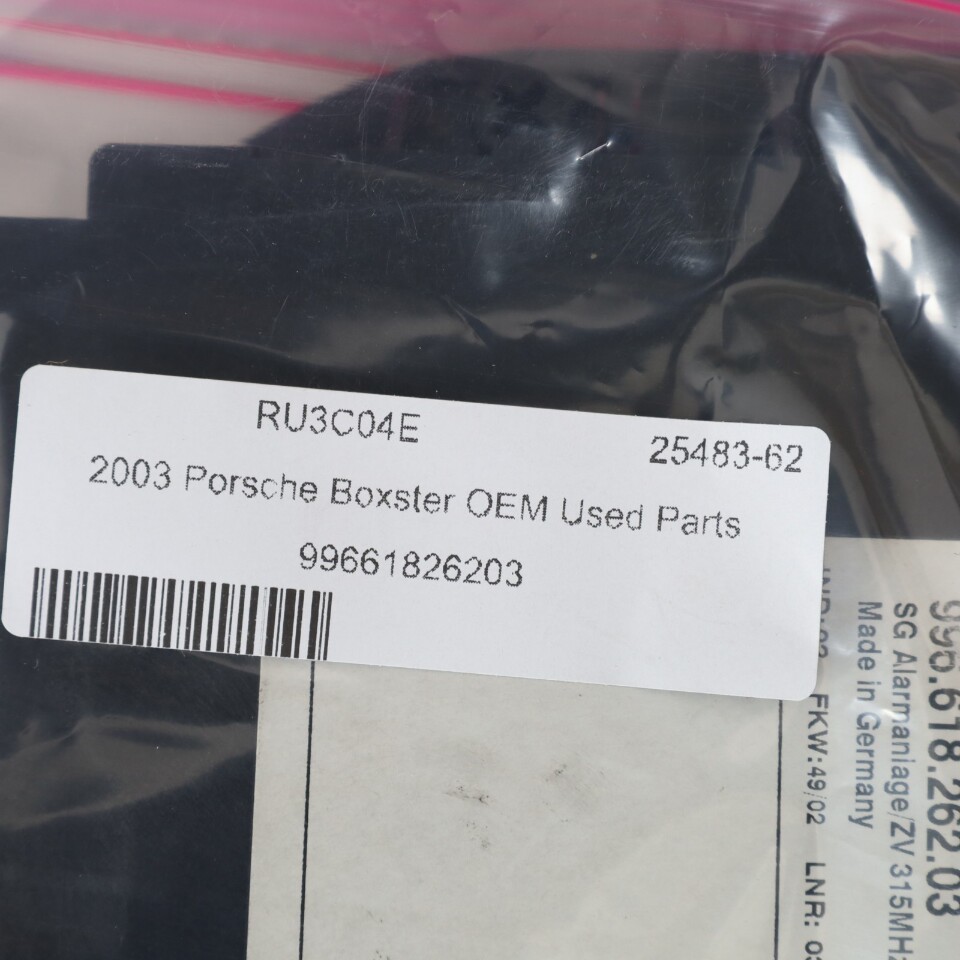 RU3C04E
25483-62
2003 Porsche Boxster OEM Used Parts
99661826203
996.618.262.03
SG Alarmanlage/ZV 315MHz
Made in Germany
FKW:49/02 LNR: